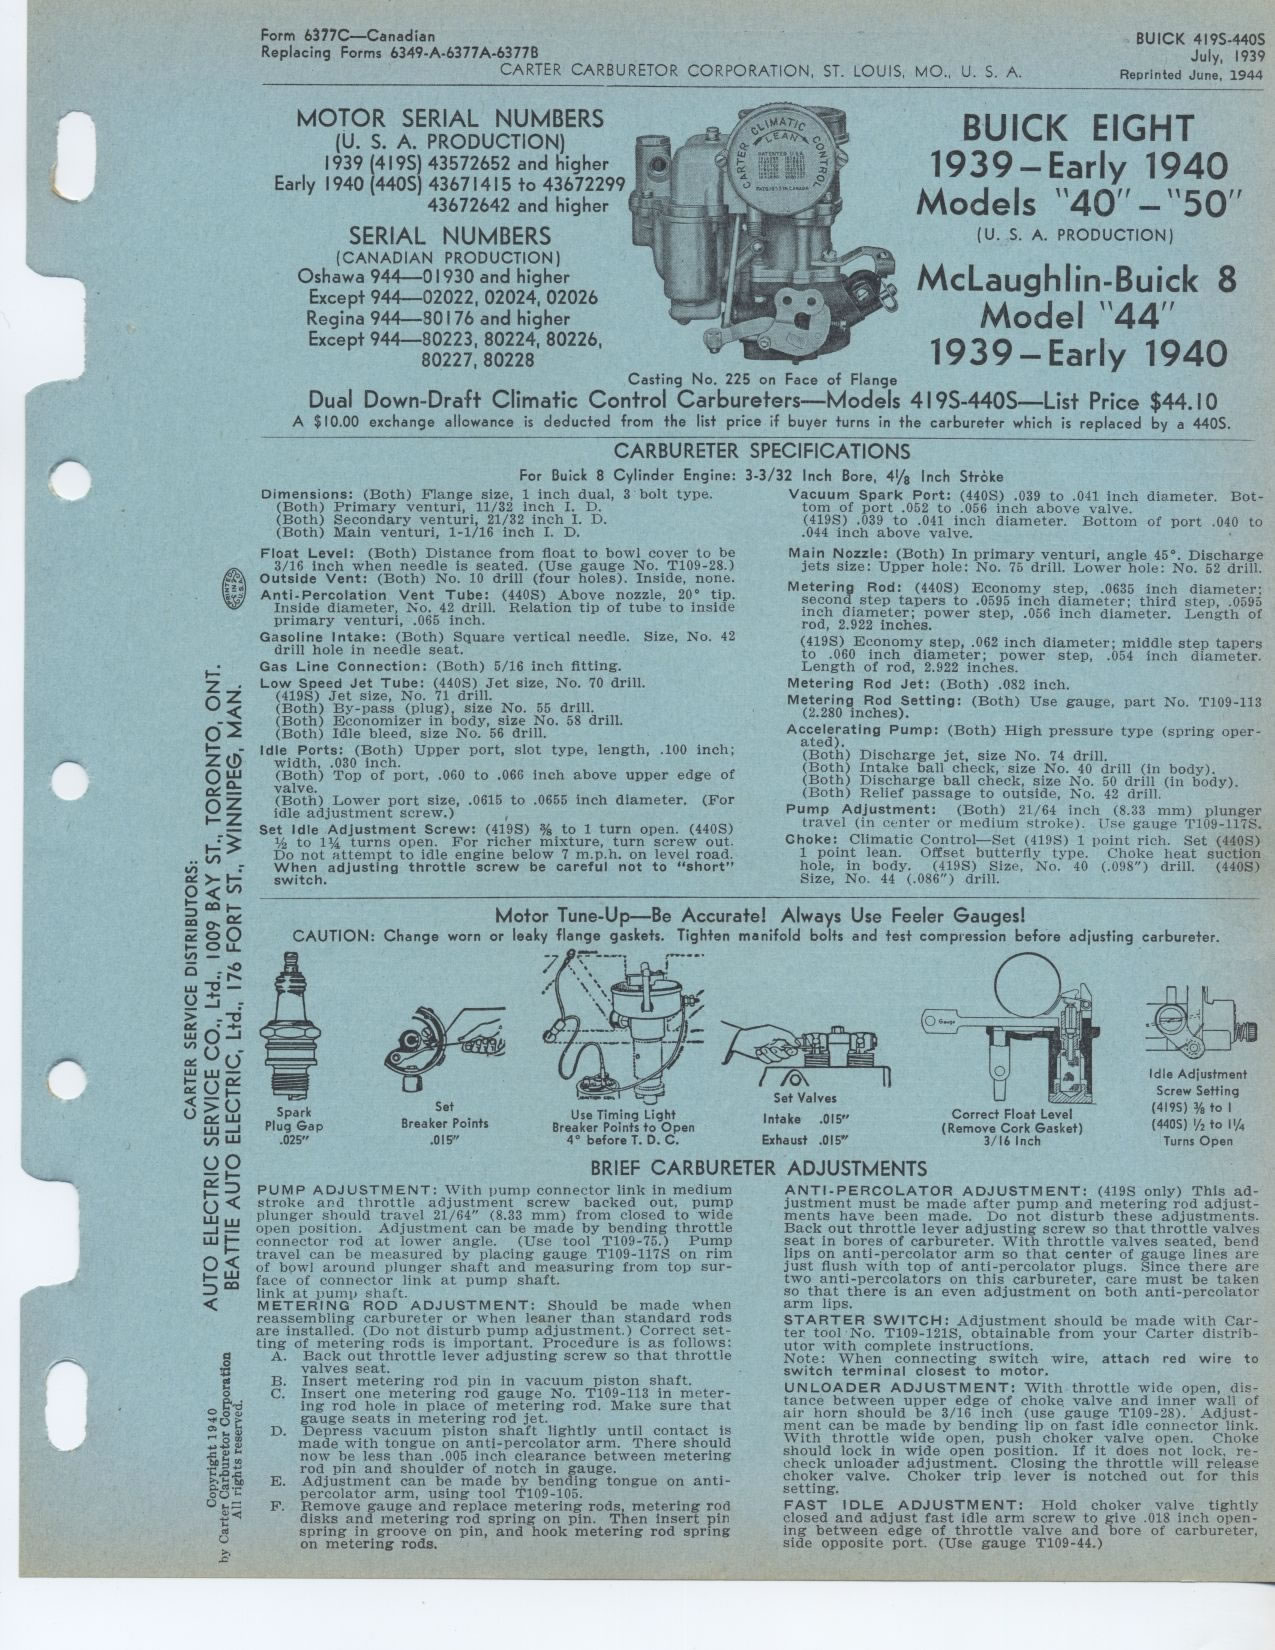 Form 6377C—Canadian
Replacing Forms 6349-A-6377A-6377B
BUICK 419S-440S
July, 1939
Reprinted June, 1944
CARTER CARBURETOR CORPORATION, ST. LOUIS, MO., U. S. A.
MOTOR SERIAL NUMBERS
(U. S. A. PRODUCTION)
1939 (419S) 43572652 and higher
Early 1940 (440S) 43671415 to 43672299
43672642 and higher
SERIAL NUMBERS
(CANADIAN PRODUCTION)
Oshawa 944—01930 and higher
Except 944—02022, 02024, 02026
Regina 944—80176 and higher
Except 944—80223, 80224, 80226,
80227, 80228
CARTER CLIMATIC CONTROL
LEAN
BUICK EIGHT
1939–Early 1940
Models "40"–"50"
(U. S. A. PRODUCTION)
McLaughlin-Buick 8
Model "44"
1939–Early 1940
Casting No. 225 on Face of Flange
Dual Down-Draft Climatic Control Carbureters—Models 419S-440S—List Price $44.10
A $10.00 exchange allowance is deducted from the list price if buyer turns in the carbureter which is replaced by a 440S.
CARBURETER SPECIFICATIONS
For Buick 8 Cylinder Engine: 3-3/32 Inch Bore, 4⅛ Inch Stroke
Dimensions: (Both) Flange size, 1 inch dual, 3 bolt type.
(Both) Primary venturi, 11/32 inch I. D.
(Both) Secondary venturi, 21/32 inch I. D.
(Both) Main venturi, 1-1/16 inch I. D.
Float Level: (Both) Distance from float to bowl cover to be
3/16 inch when needle is seated. (Use gauge No. T109-28.)
Outside Vent: (Both) No. 10 drill (four holes). Inside, none.
Anti-Percolation Vent Tube: (440S) Above nozzle, 20° tip.
Inside diameter, No. 42 drill. Relation tip of tube to inside
primary venturi, .065 inch.
Gasoline Intake: (Both) Square vertical needle. Size, No. 42
drill hole in needle seat.
Gas Line Connection: (Both) 5/16 inch fitting.
Low Speed Jet Tube: (440S) Jet size, No. 70 drill.
(419S) Jet size, No. 71 drill.
(Both) By-pass (plug), size No. 55 drill.
(Both) Economizer in body, size No. 58 drill.
(Both) Idle bleed, size No. 56 drill.
Idle Ports: (Both) Upper port, slot type, length, .100 inch;
width, .030 inch.
(Both) Top of port, .060 to .066 inch above upper edge of
valve.
(Both) Lower port size, .0615 to .0655 inch diameter. (For
idle adjustment screw.)
Set Idle Adjustment Screw: (419S) ⅜ to 1 turn open. (440S)
½ to 1¼ turns open. For richer mixture, turn screw out.
Do not attempt to idle engine below 7 m.p.h. on level road.
When adjusting throttle screw be careful not to "short"
switch.
Vacuum Spark Port: (440S) .039 to .041 inch diameter. Bot-
tom of port .052 to .056 inch above valve.
(419S) .039 to .041 inch diameter. Bottom of port .040 to
.044 inch above valve.
Main Nozzle: (Both) In primary venturi, angle 45°. Discharge
jets size: Upper hole: No. 75 drill. Lower hole: No. 52 drill.
Metering Rod: (440S) Economy step, .0635 inch diameter;
second step tapers to .0595 inch diameter; third step, .0595
inch diameter; power step, .056 inch diameter. Length of
rod, 2.922 inches.
(419S) Economy step, .062 inch diameter; middle step tapers
to .060 inch diameter; power step, .054 inch diameter.
Length of rod, 2.922 inches.
Metering Rod Jet: (Both) .082 inch.
Metering Rod Setting: (Both) Use gauge, part No. T109-113
(2.280 inches).
Accelerating Pump: (Both) High pressure type (spring oper-
ated).
(Both) Discharge jet, size No. 74 drill.
(Both) Intake ball check, size No. 40 drill (in body).
(Both) Discharge ball check, size No. 50 drill (in body).
(Both) Relief passage to outside, No. 42 drill.
Pump Adjustment: (Both) 21/64 inch (8.33 mm) plunger
travel (in center or medium stroke). Use gauge T109-117S.
Choke: Climatic Control—Set (419S) 1 point rich. Set (440S)
1 point lean. Offset butterfly type. Choke heat suction
hole, in body. (419S) Size, No. 40 (.098") drill. (440S)
Size, No. 44 (.086") drill.
PRINTED IN U.S.A.
CARTER SERVICE DISTRIBUTORS:
AUTO ELECTRIC SERVICE CO., Ltd., 1009 BAY ST., TORONTO, ONT.
BEATTIE AUTO ELECTRIC, Ltd., 176 FORT ST., WINNIPEG, MAN.
Motor Tune-Up—Be Accurate! Always Use Feeler Gauges!
CAUTION: Change worn or leaky flange gaskets. Tighten manifold bolts and test compression before adjusting carbureter.
Gauge
Spark
Plug Gap
.025"
Set
Breaker Points
.015"
Use Timing Light
Breaker Points to Open
4° before T. D. C.
Set Valves
Intake .015"
Exhaust .015"
Correct Float Level
(Remove Cork Gasket)
3/16 Inch
Idle Adjustment
Screw Setting
(419S) ⅜ to 1
(440S) ½ to 1¼
Turns Open
BRIEF CARBURETER ADJUSTMENTS
PUMP ADJUSTMENT: With pump connector link in medium
stroke and throttle adjustment screw backed out, pump
plunger should travel 21/64" (8.33 mm) from closed to wide
open position. Adjustment can be made by bending throttle
connector rod at lower angle. (Use tool T109-75.) Pump
travel can be measured by placing gauge T109-117S on rim
of bowl around plunger shaft and measuring from top sur-
face of connector link at pump shaft.
link at pump shaft.
METERING ROD ADJUSTMENT: Should be made when
reassembling carbureter or when leaner than standard rods
are installed. (Do not disturb pump adjustment.) Correct set-
ting of metering rods is important. Procedure is as follows:
A. Back out throttle lever adjusting screw so that throttle
valves seat.
B. Insert metering rod pin in vacuum piston shaft.
C. Insert one metering rod gauge No. T109-113 in meter-
ing rod hole in place of metering rod. Make sure that
gauge seats in metering rod jet.
D. Depress vacuum piston shaft lightly until contact is
made with tongue on anti-percolator arm. There should
now be less than .005 inch clearance between metering
rod pin and shoulder of notch in gauge.
E. Adjustment can be made by bending tongue on anti-
percolator arm, using tool T109-105.
F. Remove gauge and replace metering rods, metering rod
disks and metering rod spring on pin. Then insert pin
spring in groove on pin, and hook metering rod spring
on metering rods.
ANTI-PERCOLATOR ADJUSTMENT: (419S only) This ad-
justment must be made after pump and metering rod adjust-
ments have been made. Do not disturb these adjustments.
Back out throttle lever adjusting screw so that throttle valves
seat in bores of carbureter. With throttle valves seated, bend
lips on anti-percolator arm so that center of gauge lines are
just flush with top of anti-percolator plugs. Since there are
two anti-percolators on this carbureter, care must be taken
so that there is an even adjustment on both anti-percolator
arm lips.
STARTER SWITCH: Adjustment should be made with Car-
ter tool No. T109-121S, obtainable from your Carter distrib-
utor with complete instructions.
Note: When connecting switch wire, attach red wire to
switch terminal closest to motor.
UNLOADER ADJUSTMENT: With throttle wide open, dis-
tance between upper edge of choke valve and inner wall of
air horn should be 3/16 inch (use gauge T109-28). Adjust-
ment can be made by bending lip on fast idle connector link.
With throttle wide open, push choker valve open. Choke
should lock in wide open position. If it does not lock, re-
check unloader adjustment. Closing the throttle will release
choker valve. Choker trip lever is notched out for this
setting.
FAST IDLE ADJUSTMENT: Hold choker valve tightly
closed and adjust fast idle arm screw to give .018 inch open-
ing between edge of throttle valve and bore of carbureter,
side opposite port. (Use gauge T109-44.)
Copyright 1940
by Carter Carburetor Corporation
All rights reserved.